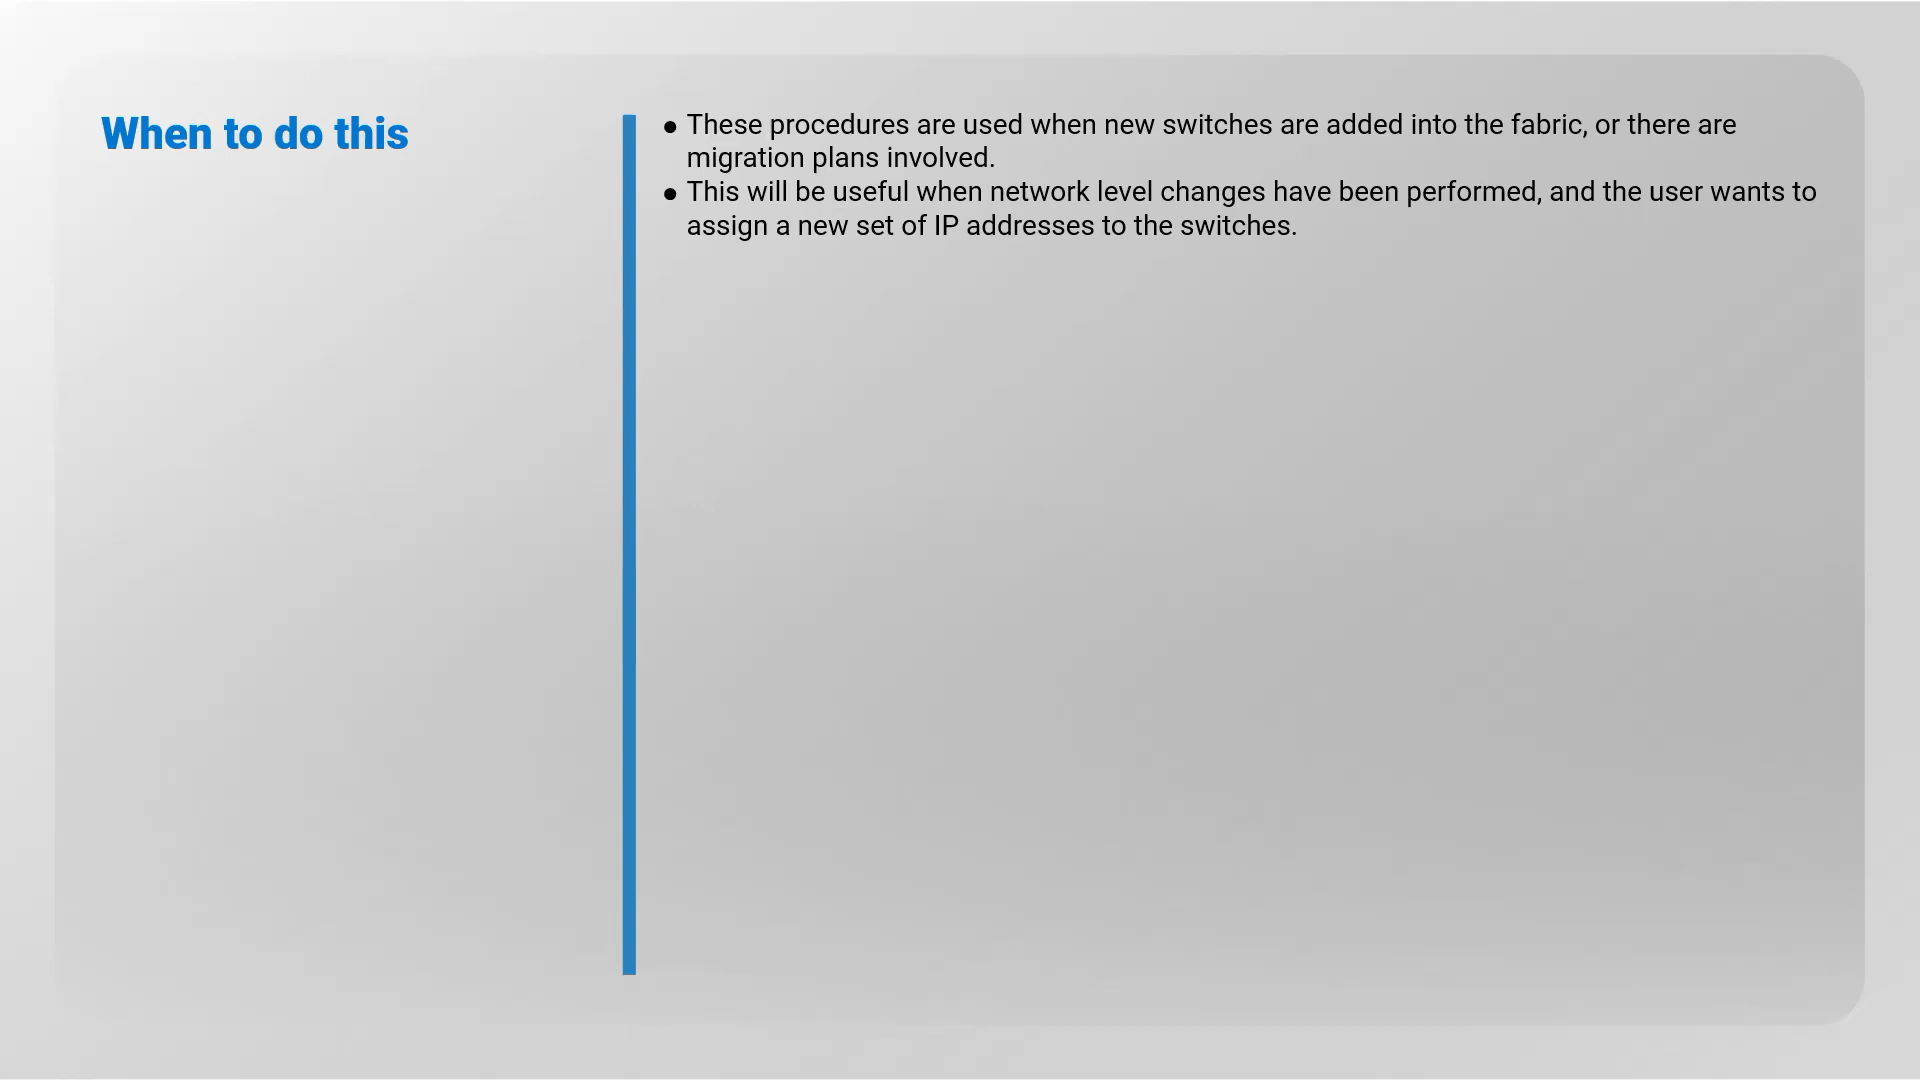 When to do this
● These procedures are used when new switches are added into the fabric, or there are
migration plans involved.
● This will be useful when network level changes have been performed, and the user wants to
assign a new set of IP addresses to the switches.